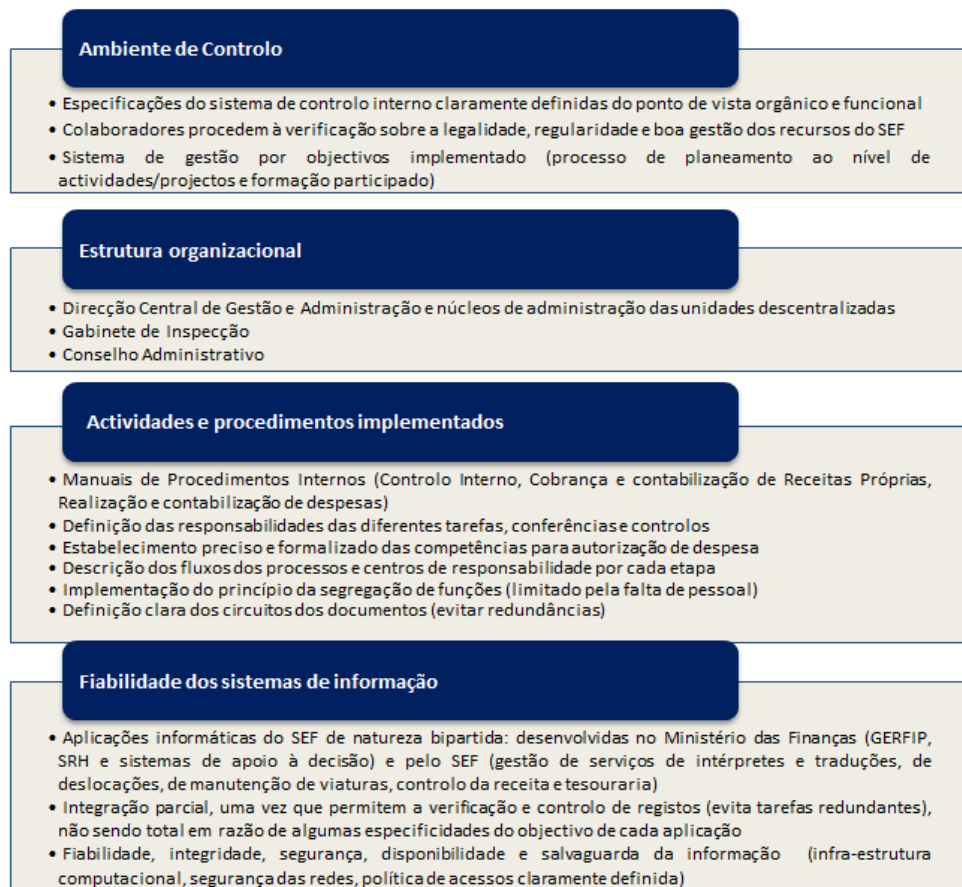 Ambiente de Controlo
• Especificações do sistema de controlo interno claramente definidas do ponto de vista orgânico e funcional
• Colaboradores procedem à verificação sobre a legalidade, regularidade e boa gestão dos recursos do SEF
• Sistema de gestão por objectivos implementado (processo de planeamento ao nível de
actividades/projectos e formação participado)
Estrutura organizacional
• Direcção Central de Gestão e Administração e núcleos de administração das unidades descentralizadas
• Gabinete de Inspecção
• Conselho Administrativo
Actividades e procedimentos implementados
• Manuais de Procedimentos Internos (Controlo Interno, Cobrança e contabilização de Receitas Próprias,
Realização e contabilização de despesas)
• Definição das responsabilidades das diferentes tarefas, conferências e controlos
• Estabelecimento preciso e formalizado das competências para autorização de despesa
• Descrição dos fluxos dos processos e centros de responsabilidade por cada etapa
• Implementação do princípio da segregação de funções (limitado pela falta de pessoal)
• Definição clara dos circuitos dos documentos (evitar redundâncias)
Fiabilidade dos sistemas de informação
• Aplicações informáticas do SEF de natureza bipartida: desenvolvidas no Ministério das Finanças (GERFIP,
SRH e sistemas de apoio à decisão) e pelo SEF (gestão de serviços de intérpretes e traduções, de
deslocações, de manutenção de viaturas, controlo da receita e tesouraria)
• Integração parcial, uma vez que permitem a verificação e controlo de registos (evita tarefas redundantes),
não sendo total em razão de algumas especificidades do objectivo de cada aplicação
• Fiabilidade, integridade, segurança, disponibilidade e salvaguarda da informação (infra-estrutura
computacional, segurança das redes, política de acessos claramente definida)